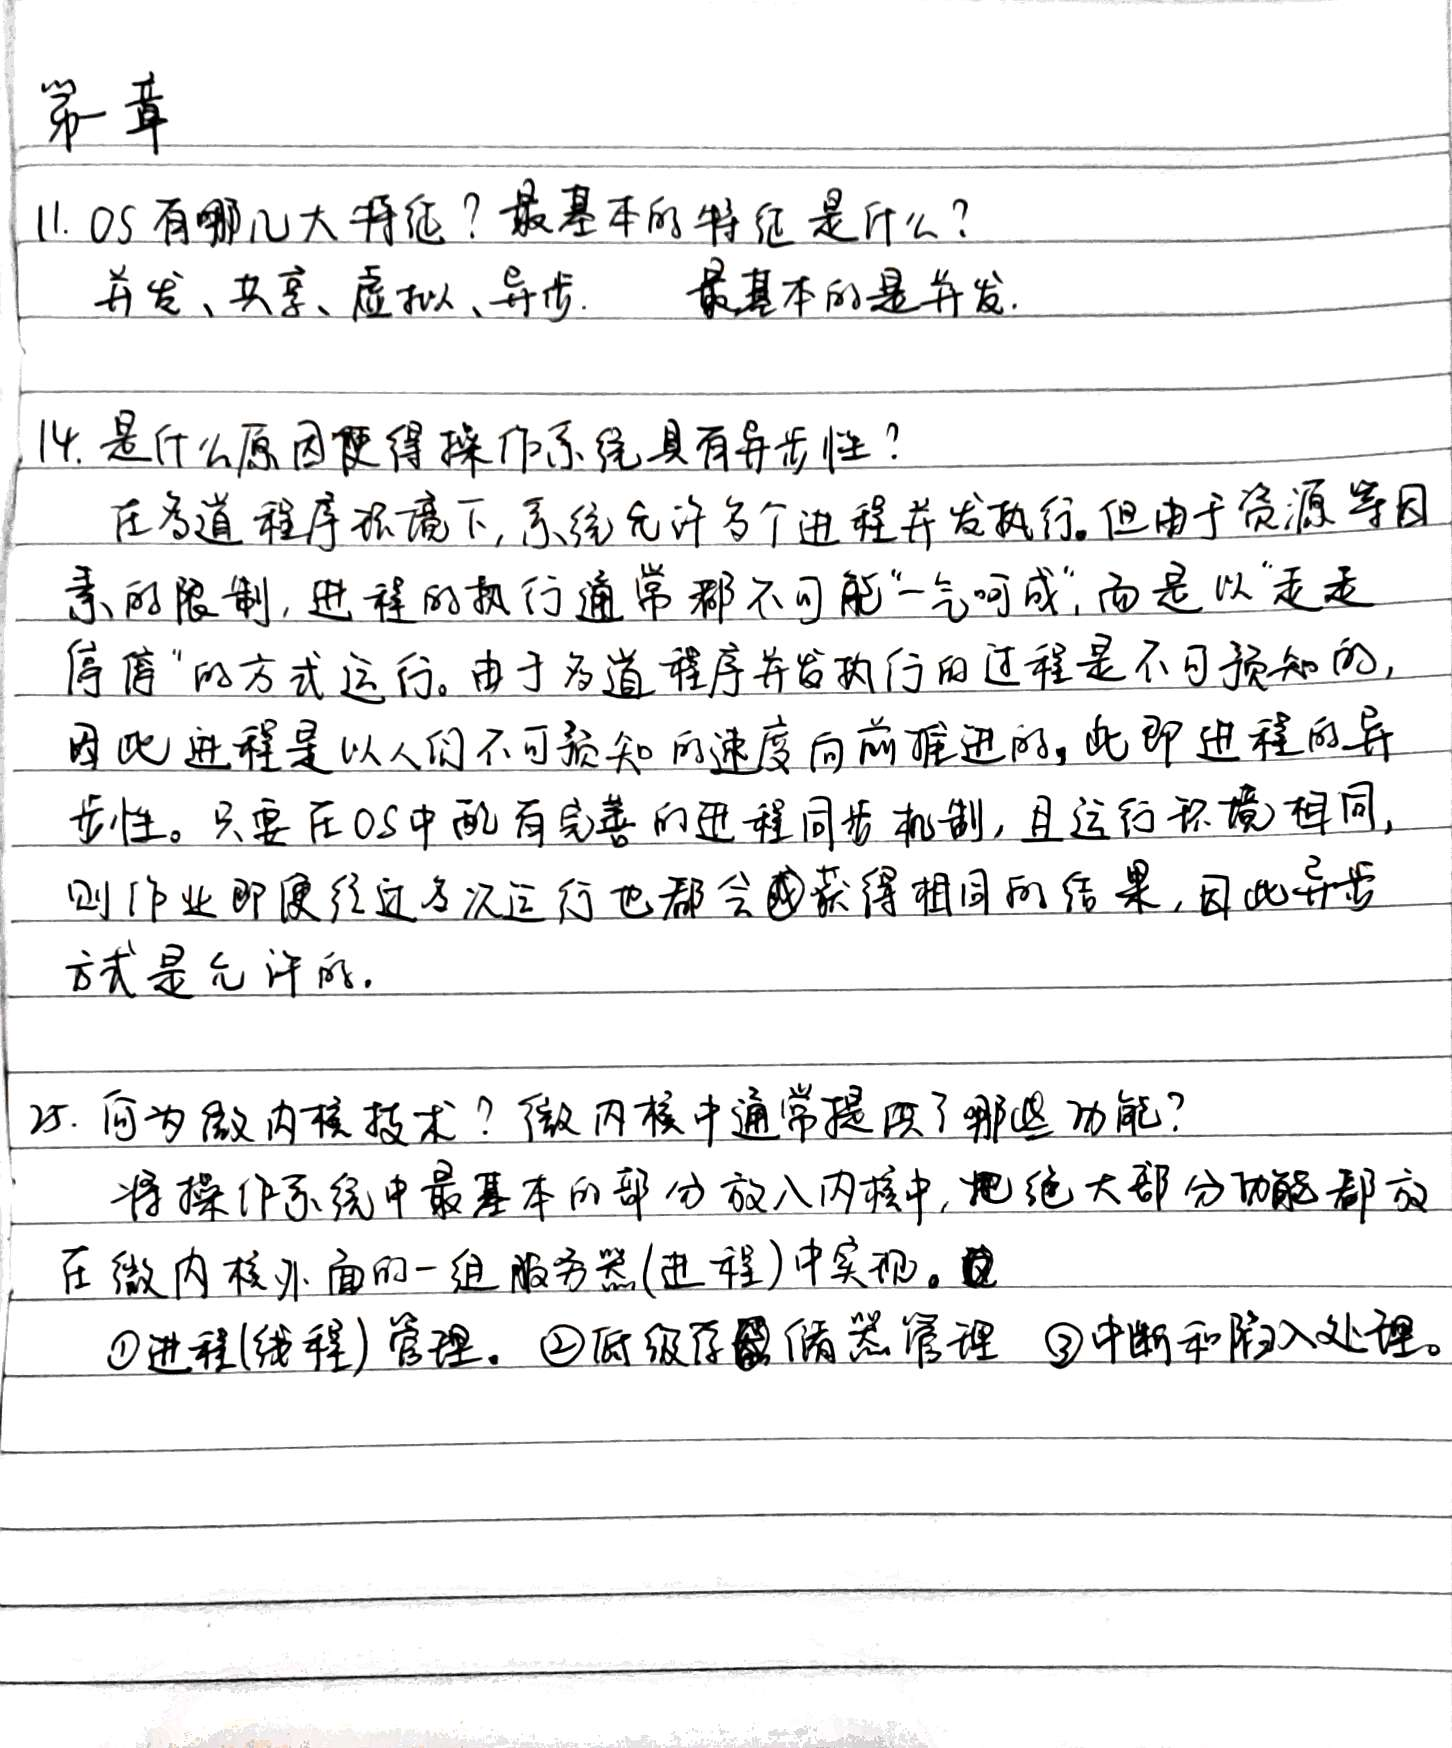 第一章
11. OS有哪几大特征？最基本的特征是什么？
并发、共享、虚拟、异步. 最基本的是并发.
14. 是什么原因使得操作系统具有异步性？
在多道程序环境下,系统允许多个进程并发执行。但由于资源等因
素的限制,进程的执行通常都不可能"一气呵成",而是以"走走
停停"的方式运行。由于多道程序并发执行的过程是不可预知的,
因此进程是以人们不可预知的速度向前推进的,此即进程的异
步性。只要在OS中配有完善的进程同步机制,且运行环境相同,
则作业即便经过多次运行也都会获得相同的结果,因此异步
方式是允许的.
25. 何为微内核技术？微内核中通常提供了哪些功能？
将操作系统中最基本的部分放入内核中,把绝大部分功能都放
在微内核外面的一组服务器(进程)中实现。
①进程(线程)管理。 ②低级存储器管理 ③中断和陷入处理。